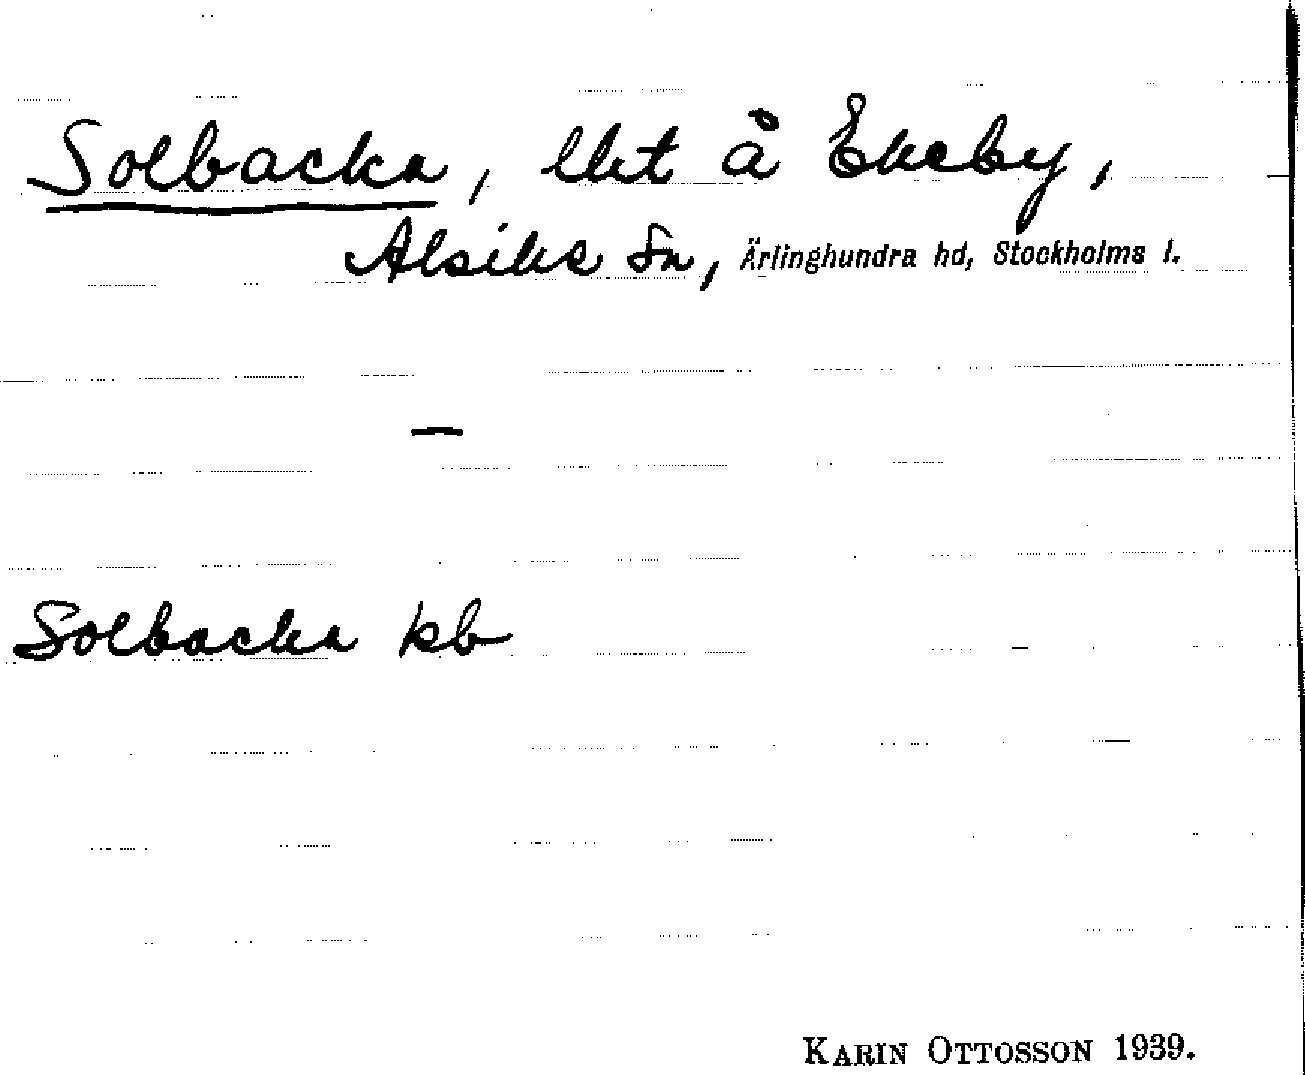 Solbacka, lht å Ekeby,
Alsike sn, Ärlinghundra hd, Stockholms l.
—
Solbacka kb
KARIN OTTOSSON 1939.